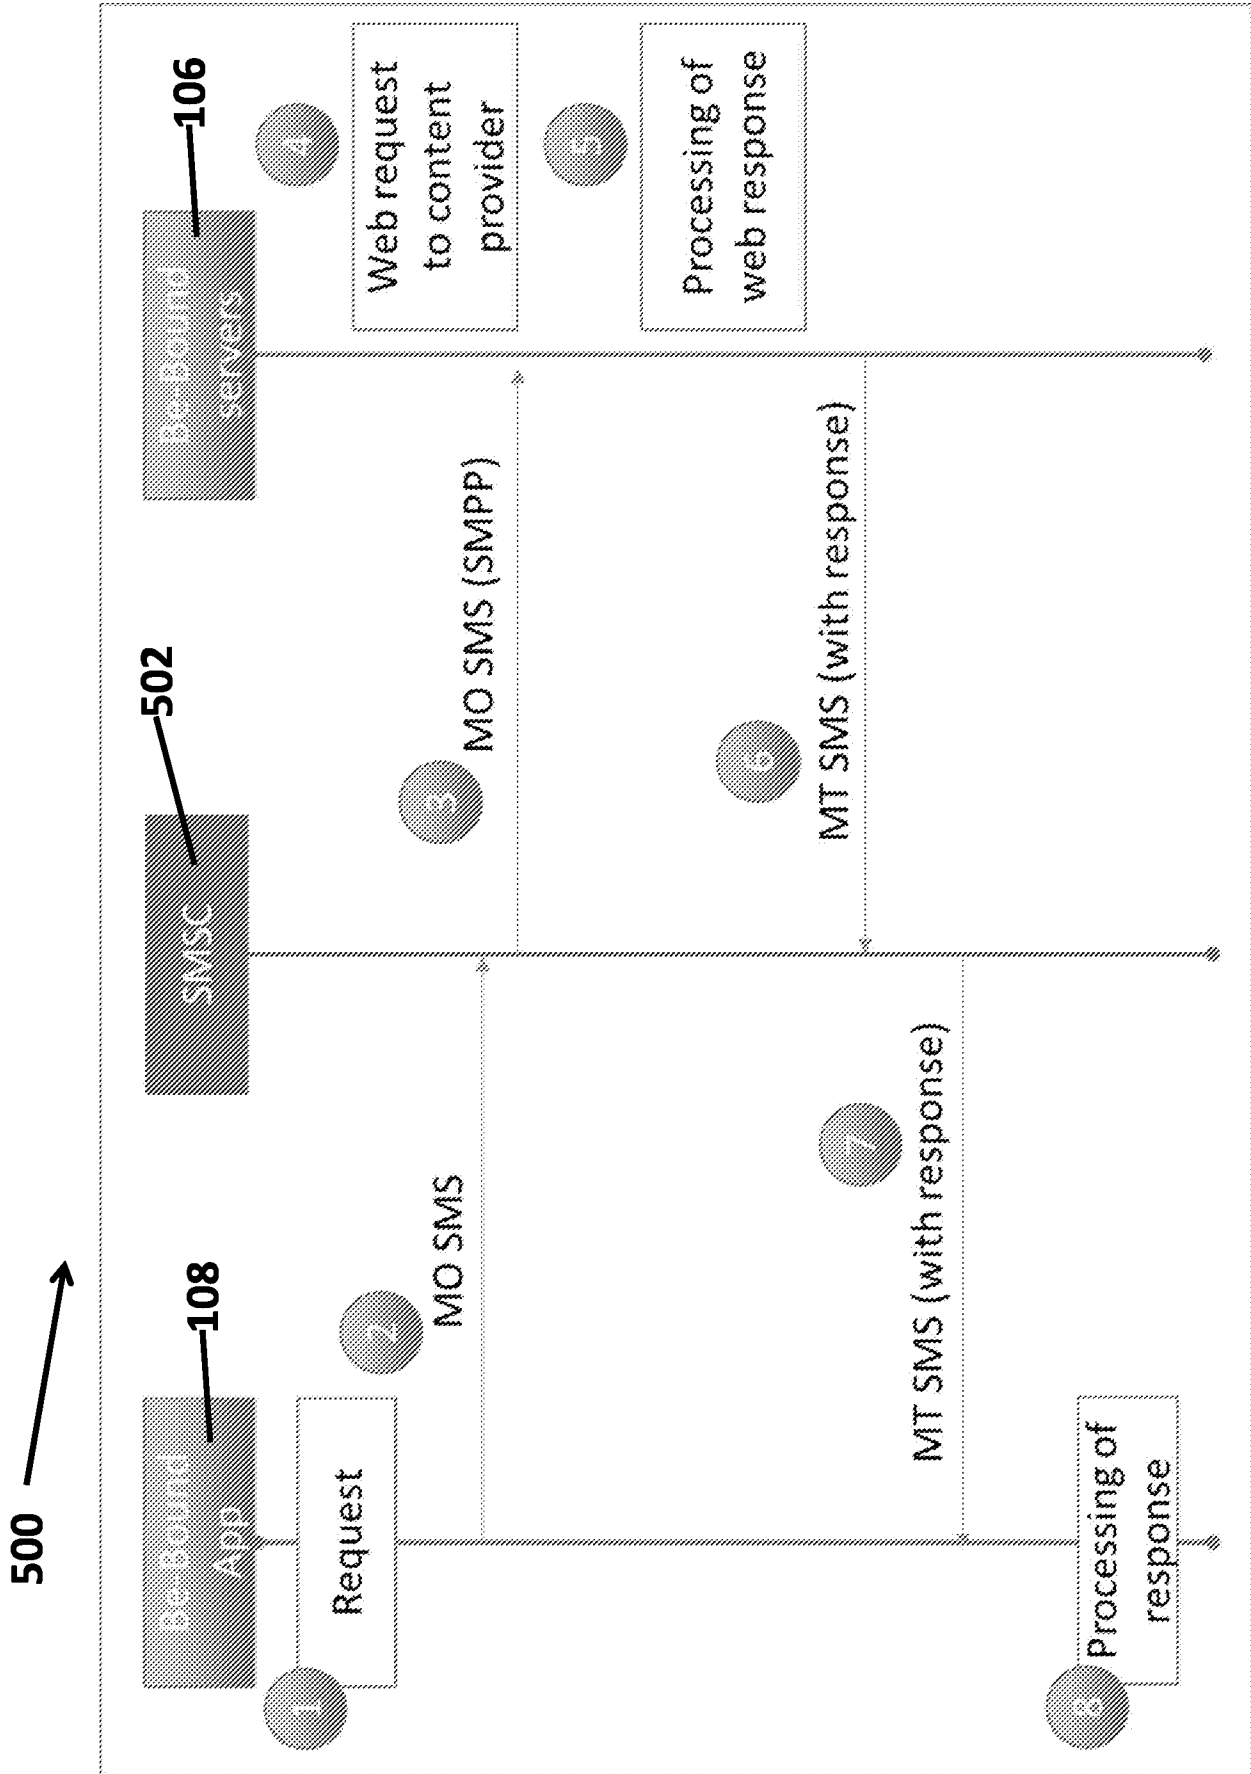 500
Be-Bound
App
108
SMSC
502
Be-Bound
servers
106
1
Request
2
MO SMS
3
MO SMS (SMPP)
4
Web request
to content
provider
5
Processing of
web response
6
MT SMS (with response)
7
MT SMS (with response)
8
Processing of
response